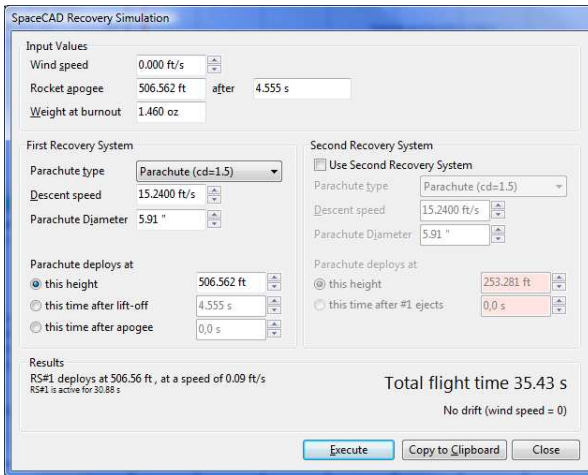 SpaceCAD Recovery Simulation
Input Values
Wind speed 0.000 ft/s
Rocket apogee 506.562 ft after 4.555 s
Weight at burnout 1.460 oz
First Recovery System
Parachute type Parachute (cd=1.5)
Descent speed 15.2400 ft/s
Parachute Diameter 5.91 "
Parachute deploys at
this height 506.562 ft
this time after lift-off 4.555 s
this time after apogee 0,0 s
Second Recovery System
Use Second Recovery System
Parachute type Parachute (cd=1.5)
Descent speed 15.2400 ft/s
Parachute Diameter 5.91 "
Parachute deploys at
this height 253.281 ft
this time after #1 ejects 0,0 s
Results
RS#1 deploys at 506.56 ft , at a speed of 0.09 ft/s
RS#1 is active for 30.88 s
Total flight time 35.43 s
No drift (wind speed = 0)
Execute Copy to Clipboard Close